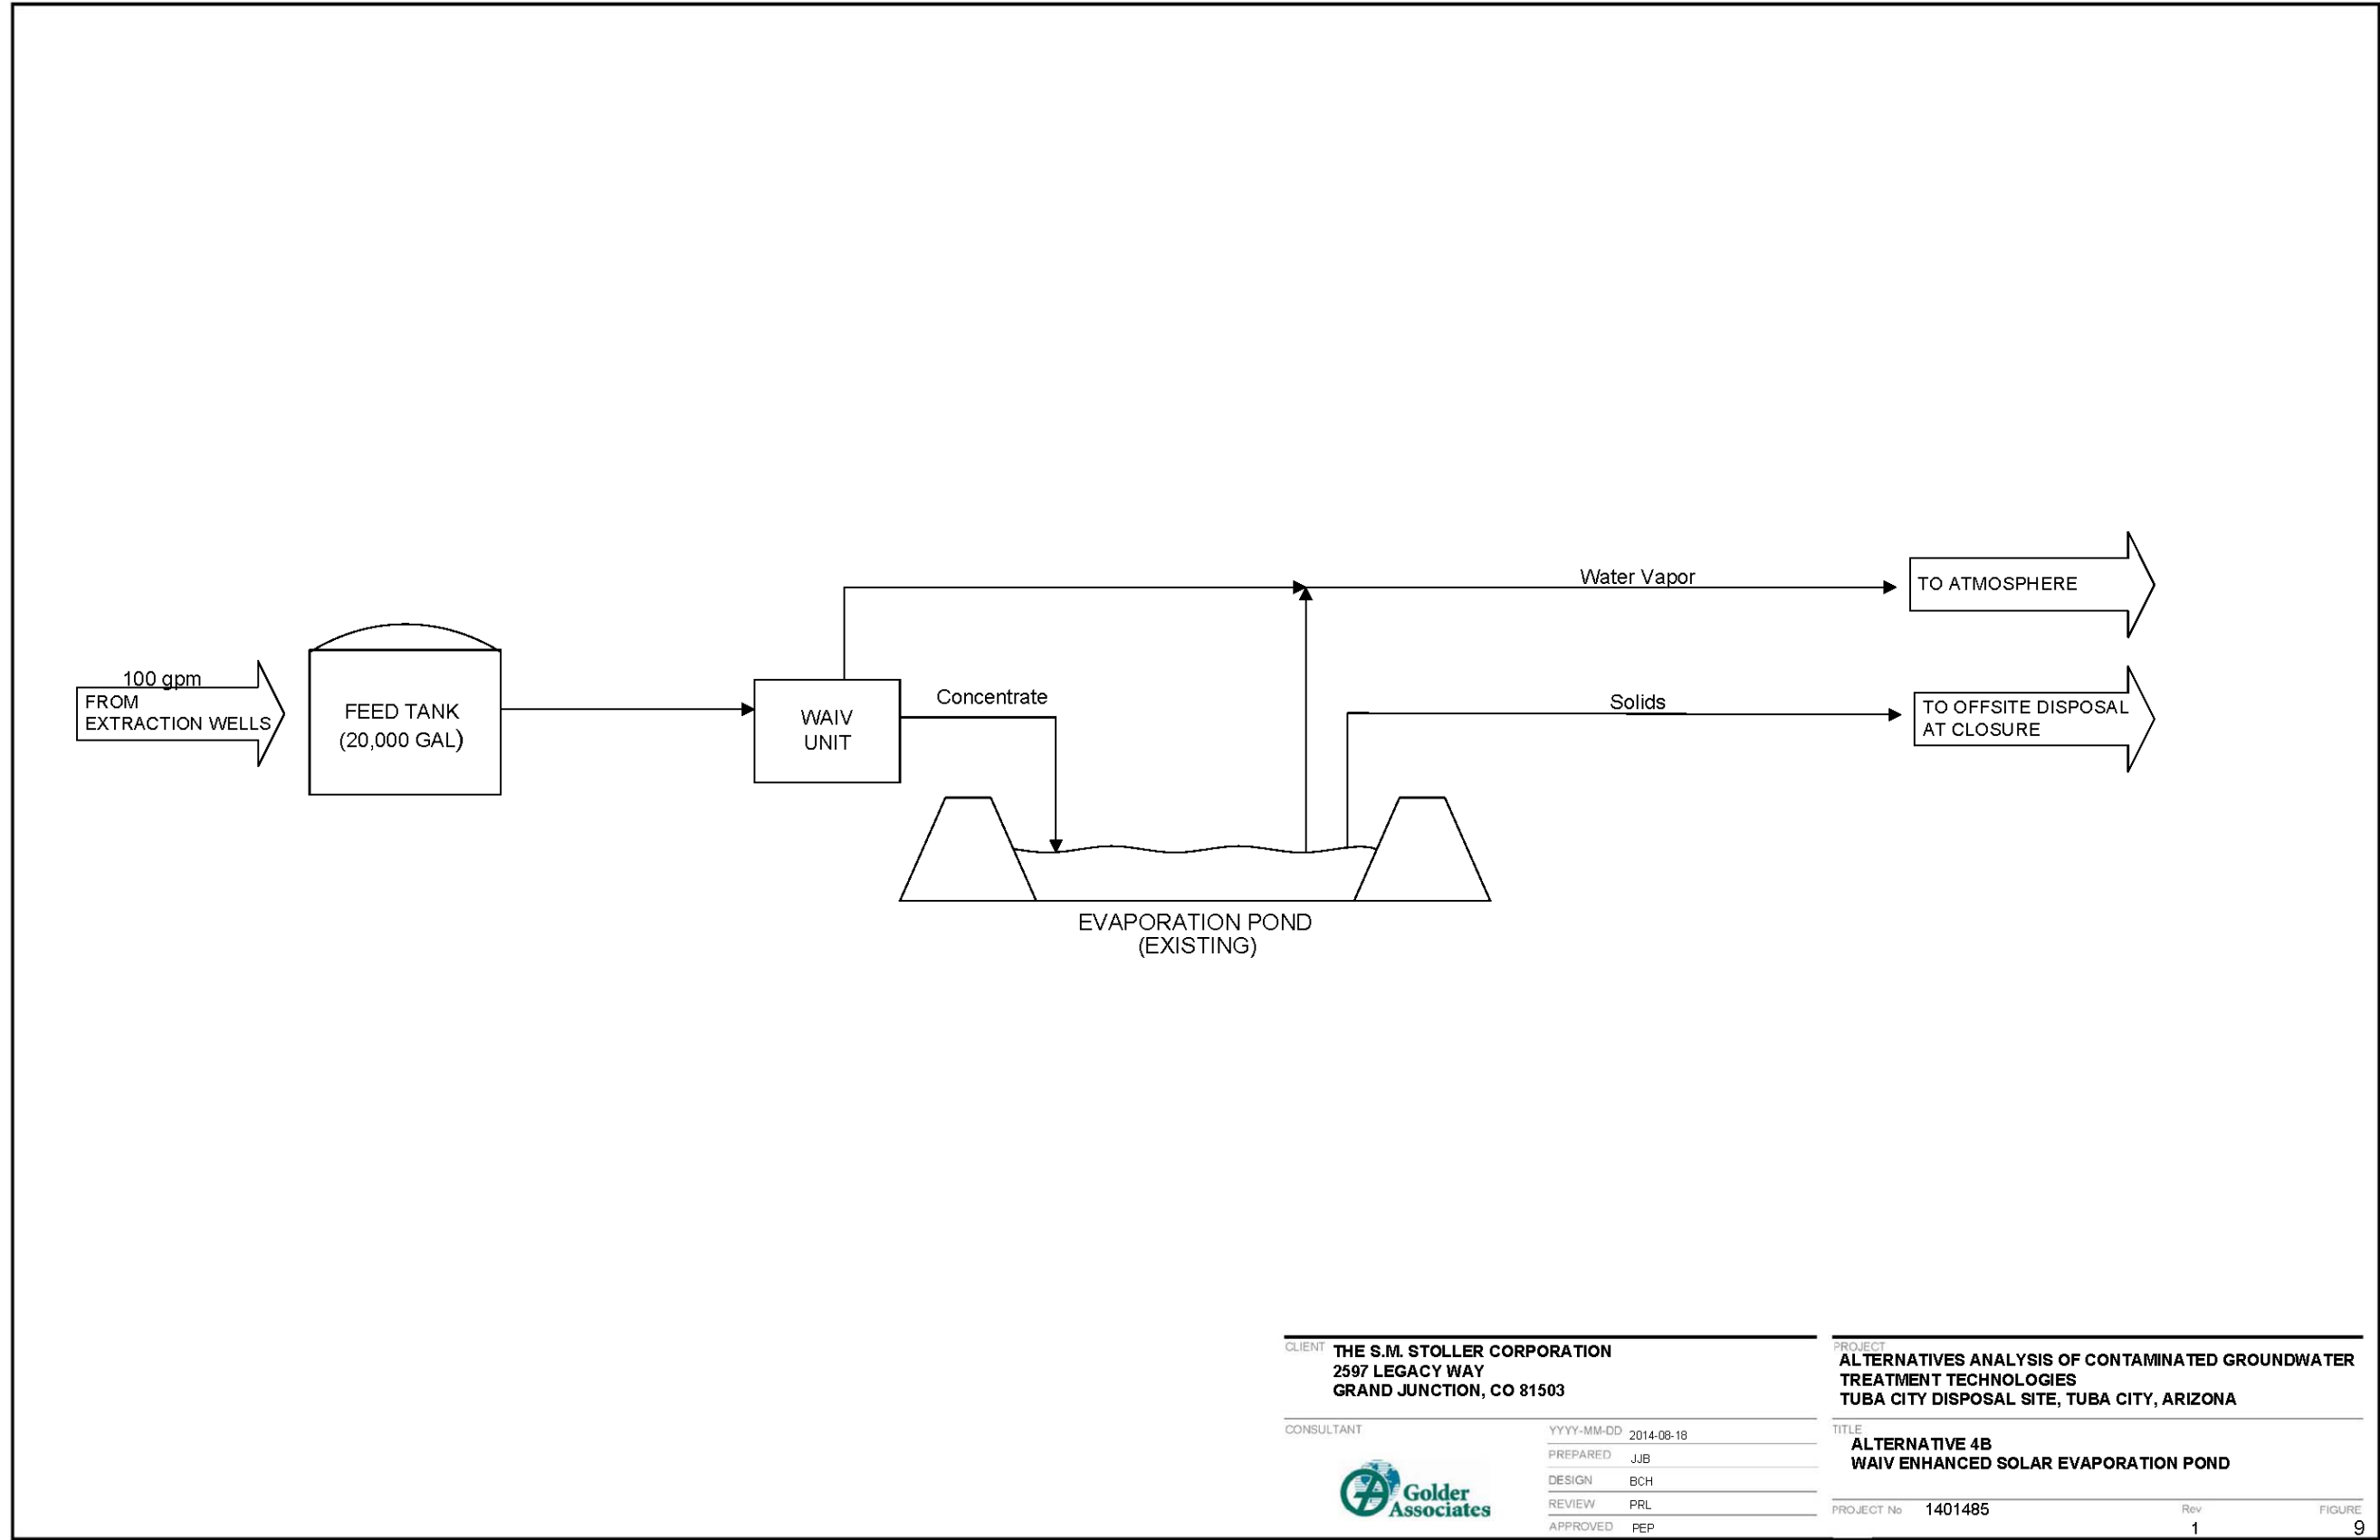 Water Vapor
TO ATMOSPHERE
100 gpm
FROM
EXTRACTION WELLS
FEED TANK
(20,000 GAL)
WAIV
UNIT
Concentrate
Solids
TO OFFSITE DISPOSAL
AT CLOSURE
EVAPORATION POND
(EXISTING)
CLIENT
THE S.M. STOLLER CORPORATION
2597 LEGACY WAY
GRAND JUNCTION, CO 81503
CONSULTANT
Golder
Associates
YYYY-MM-DD 2014-08-18
PREPARED JJB
DESIGN BCH
REVIEW PRL
APPROVED PEP
PROJECT
ALTERNATIVES ANALYSIS OF CONTAMINATED GROUNDWATER
TREATMENT TECHNOLOGIES
TUBA CITY DISPOSAL SITE, TUBA CITY, ARIZONA
TITLE
ALTERNATIVE 4B
WAIV ENHANCED SOLAR EVAPORATION POND
PROJECT No 1401485
Rev
1
FIGURE
9